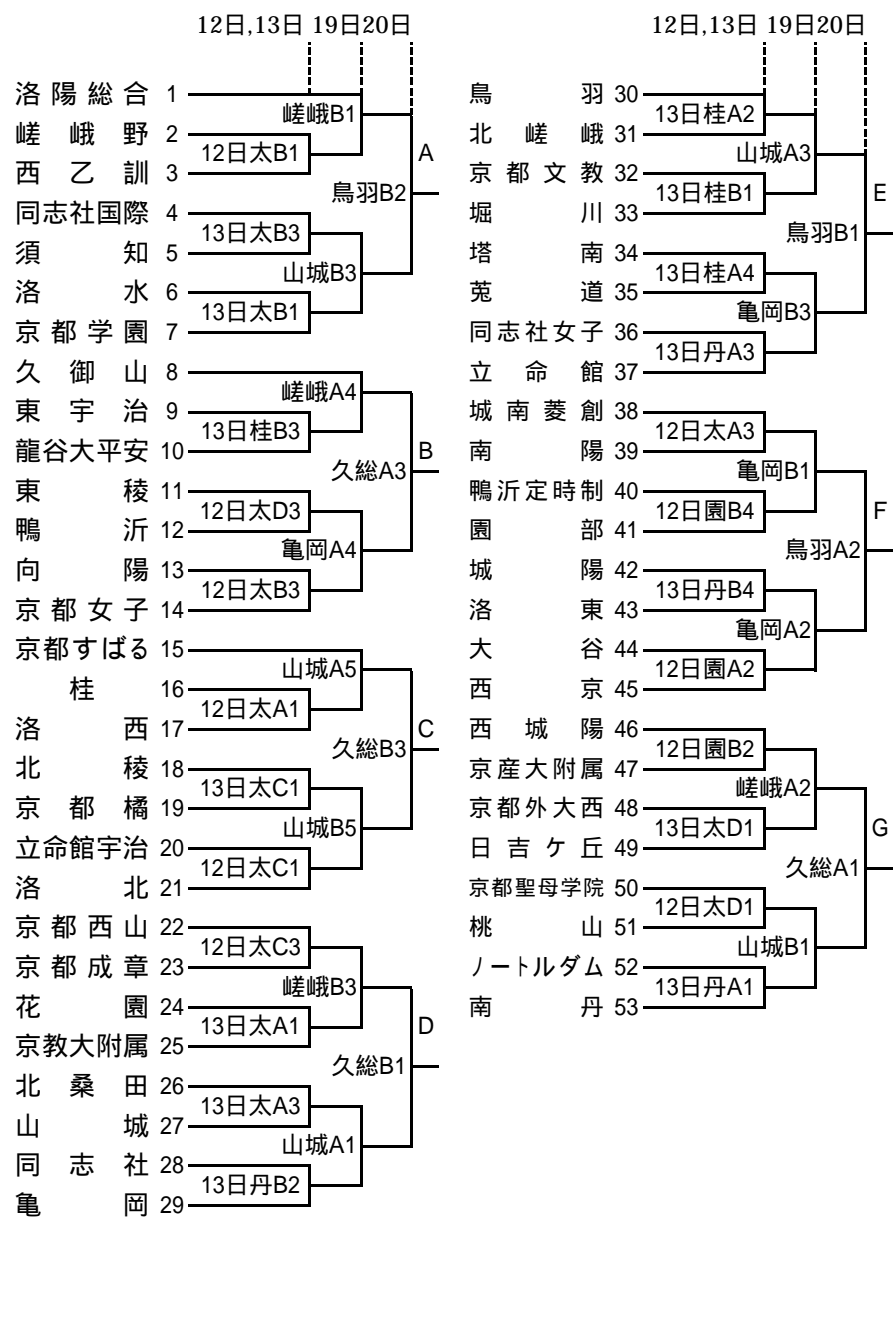 12日,13日 19日20日
洛陽総合 1
嵯峨B1
嵯峨野 2
12日太B1
A
西乙訓 3
鳥羽B2
同志社国際 4
13日太B3
須知 5
山城B3
洛水 6
13日太B1
京都学園 7
久御山 8
嵯峨A4
東宇治 9
13日桂B3
B
龍谷大平安 10
久総A3
東稜 11
12日太D3
鴨沂 12
亀岡A4
向陽 13
12日太B3
京都女子 14
京都すばる 15
山城A5
桂 16
12日太A1
C
洛西 17
久総B3
北稜 18
13日太C1
京都橘 19
山城B5
立命館宇治 20
12日太C1
洛北 21
京都西山 22
12日太C3
京都成章 23
嵯峨B3
花園 24
13日太A1
D
京教大附属 25
久総B1
北桑田 26
13日太A3
山城 27
山城A1
同志社 28
13日丹B2
亀岡 29
12日,13日 19日20日
鳥羽 30
13日桂A2
北嵯峨 31
山城A3
京都文教 32
13日桂B1
E
堀川 33
鳥羽B1
塔南 34
13日桂A4
莵道 35
亀岡B3
同志社女子 36
13日丹A3
立命館 37
城南菱創 38
12日太A3
南陽 39
亀岡B1
鴨沂定時制 40
12日園B4
F
園部 41
鳥羽A2
城陽 42
13日丹B4
洛東 43
亀岡A2
大谷 44
12日園A2
西京 45
西城陽 46
12日園B2
京産大附属 47
嵯峨A2
京都外大西 48
13日太D1
G
日吉ケ丘 49
久総A1
京都聖母学院 50
12日太D1
桃山 51
山城B1
ノートルダム 52
13日丹A1
南丹 53